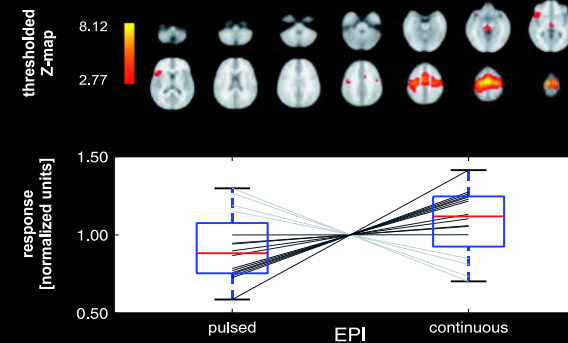 thresholded
Z-map
8.12
2.77
response
[normalized units]
1.50
1.00
0.50
pulsed
EPI
continuous